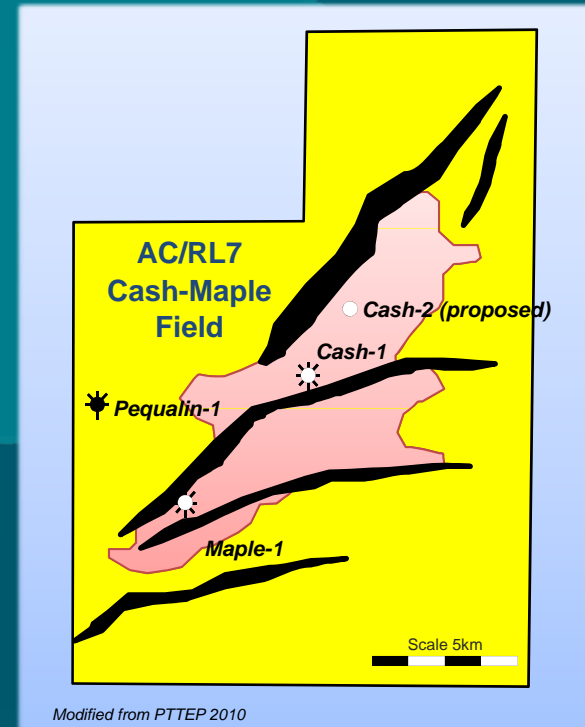 AC/RL7
Cash-Maple
Field
Cash-2 (proposed)
Cash-1
Pequalin-1
Maple-1
Scale 5km
Modified from PTTEP 2010